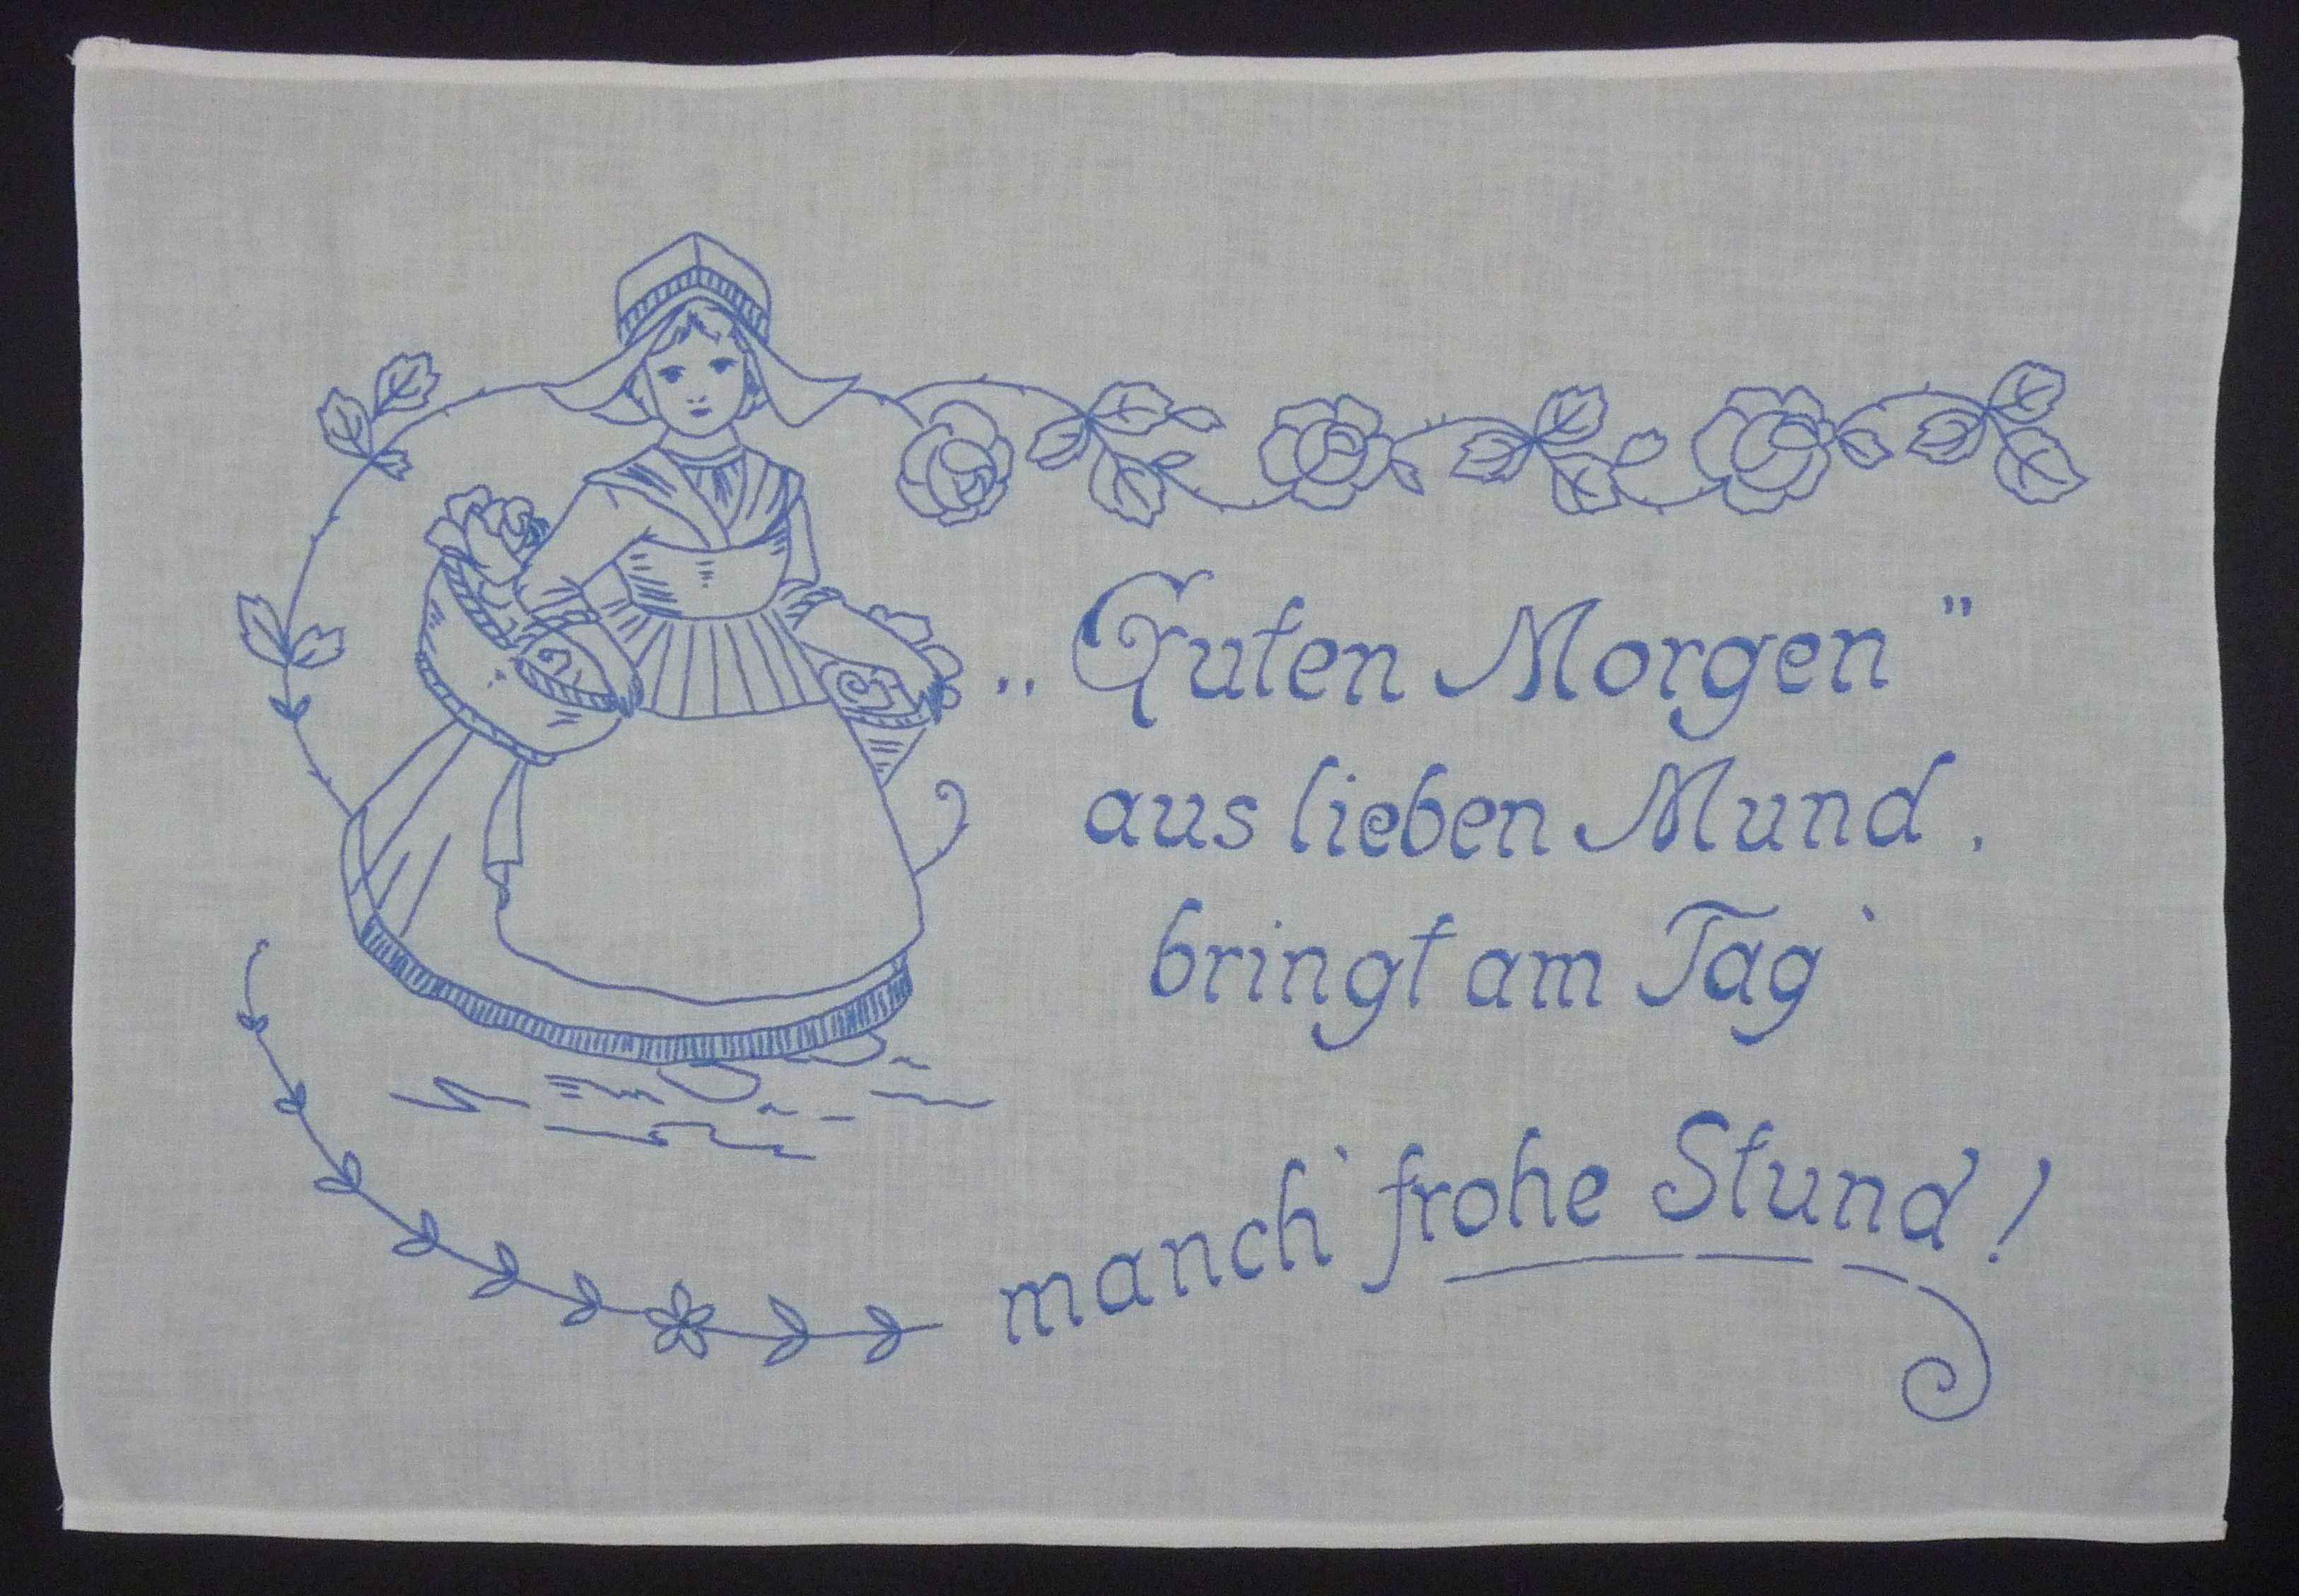 „Guten Morgen"
aus lieben Mund.
bringt am Tag'
manch' frohe Stund!